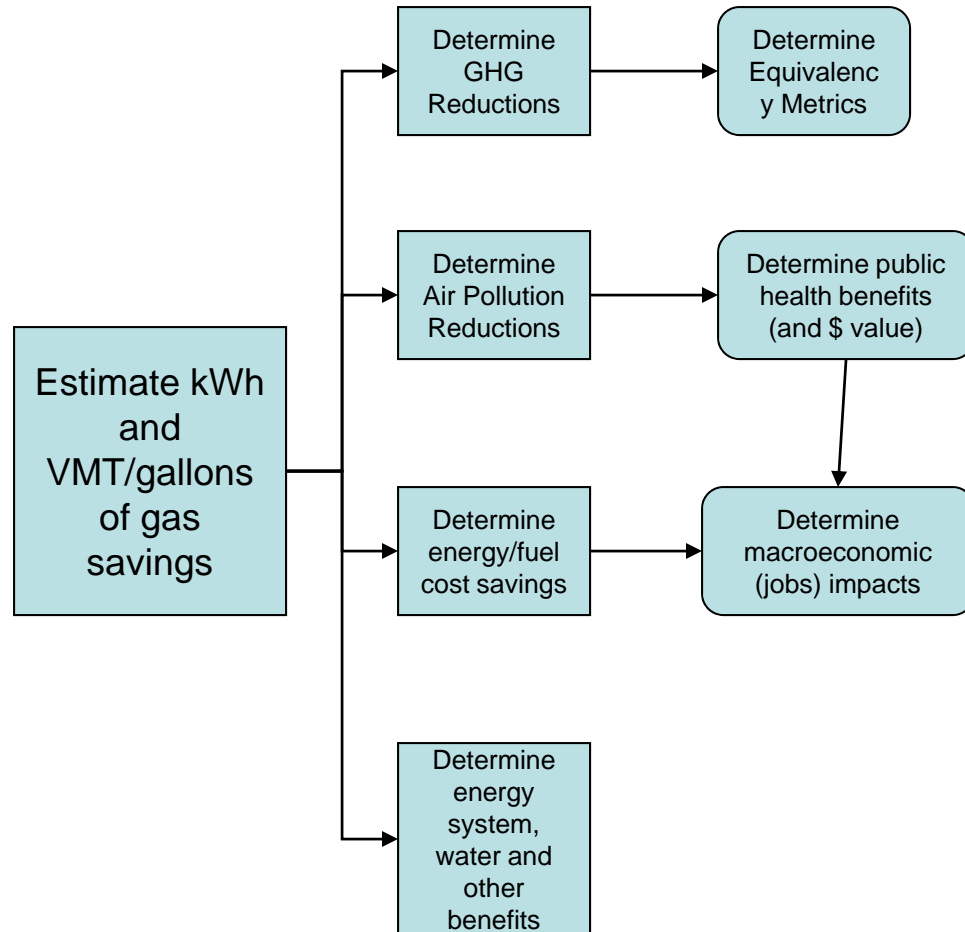 Determine
GHG
Reductions
Determine
Equivalenc
y Metrics
Determine
Air Pollution
Reductions
Determine public
health benefits
(and $ value)
Estimate kWh
and
VMT/gallons
of gas
savings
Determine
energy/fuel
cost savings
Determine
macroeconomic
(jobs) impacts
Determine
energy
system,
water and
other
benefits